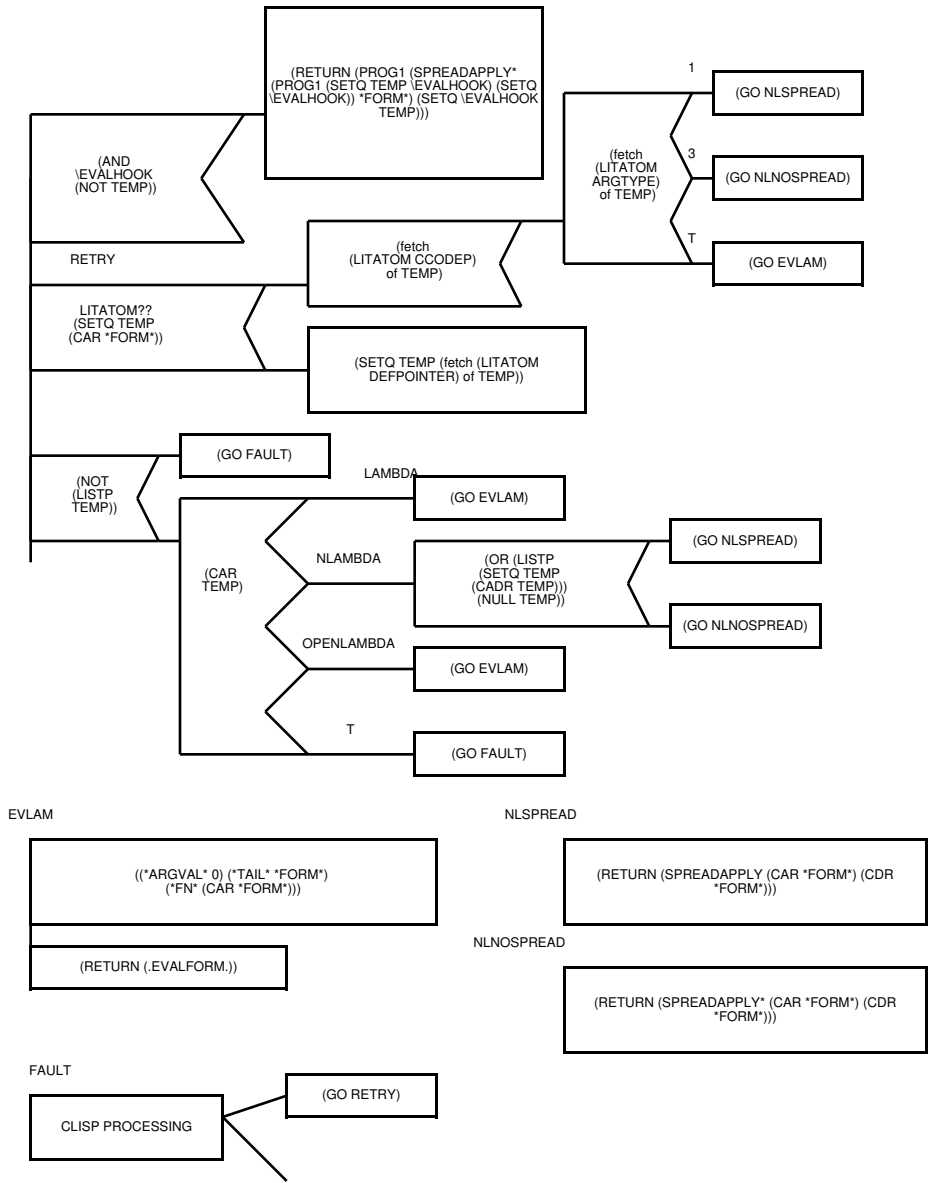 (RETURN (PROG1 (SPREADAPPLY*
(PROG1 (SETQ TEMP \EVALHOOK) (SETQ
\EVALHOOK)) *FORM*) (SETQ \EVALHOOK
TEMP)))
(AND
\EVALHOOK
(NOT TEMP))
1
(GO NLSPREAD)
(fetch
(LITATOM
ARGTYPE)
of TEMP)
3
(GO NLNOSPREAD)
T
(GO EVLAM)
RETRY
(fetch
(LITATOM CCODEP)
of TEMP)
LITATOM??
(SETQ TEMP
(CAR *FORM*))
(SETQ TEMP (fetch (LITATOM
DEFPOINTER) of TEMP))
(NOT
(LISTP
TEMP))
(GO FAULT)
(CAR
TEMP)
LAMBDA
(GO EVLAM)
NLAMBDA
(OR (LISTP
(SETQ TEMP
(CADR TEMP)))
(NULL TEMP))
(GO NLSPREAD)
(GO NLNOSPREAD)
OPENLAMBDA
(GO EVLAM)
T
(GO FAULT)
EVLAM
((*ARGVAL* 0) (*TAIL* *FORM*)
(*FN* (CAR *FORM*)))
(RETURN (.EVALFORM.))
NLSPREAD
(RETURN (SPREADAPPLY (CAR *FORM*) (CDR
*FORM*)))
NLNOSPREAD
(RETURN (SPREADAPPLY* (CAR *FORM*) (CDR
*FORM*)))
FAULT
CLISP PROCESSING
(GO RETRY)